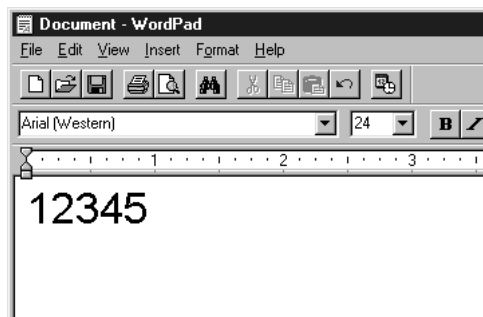 Document - WordPad
File Edit View Insert Format Help
Arial (Western) 24 B I
1 2 3
12345